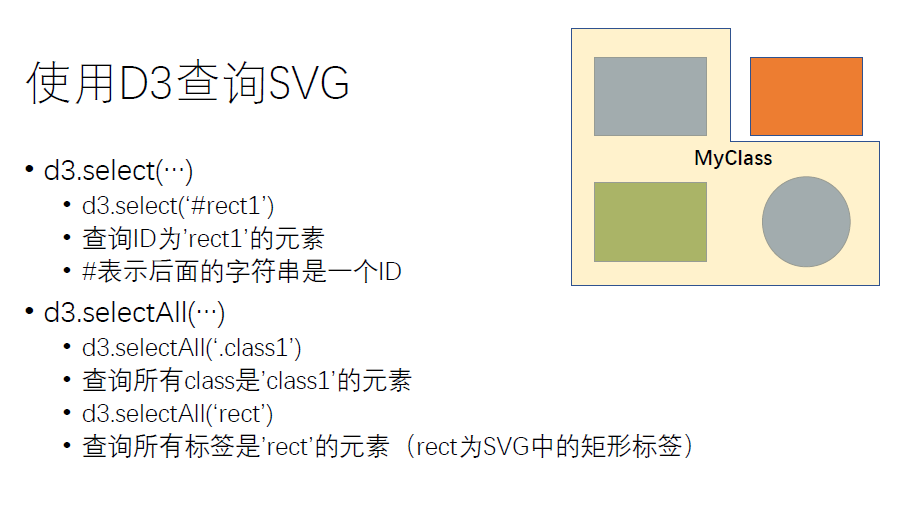 使用D3查询SVG
• d3.select(…)
• d3.select(‘#rect1’)
• 查询ID为’rect1’的元素
• #表示后面的字符串是一个ID
• d3.selectAll(…)
• d3.selectAll(‘.class1’)
• 查询所有class是’class1’的元素
• d3.selectAll(‘rect’)
• 查询所有标签是’rect’的元素（rect为SVG中的矩形标签）
MyClass